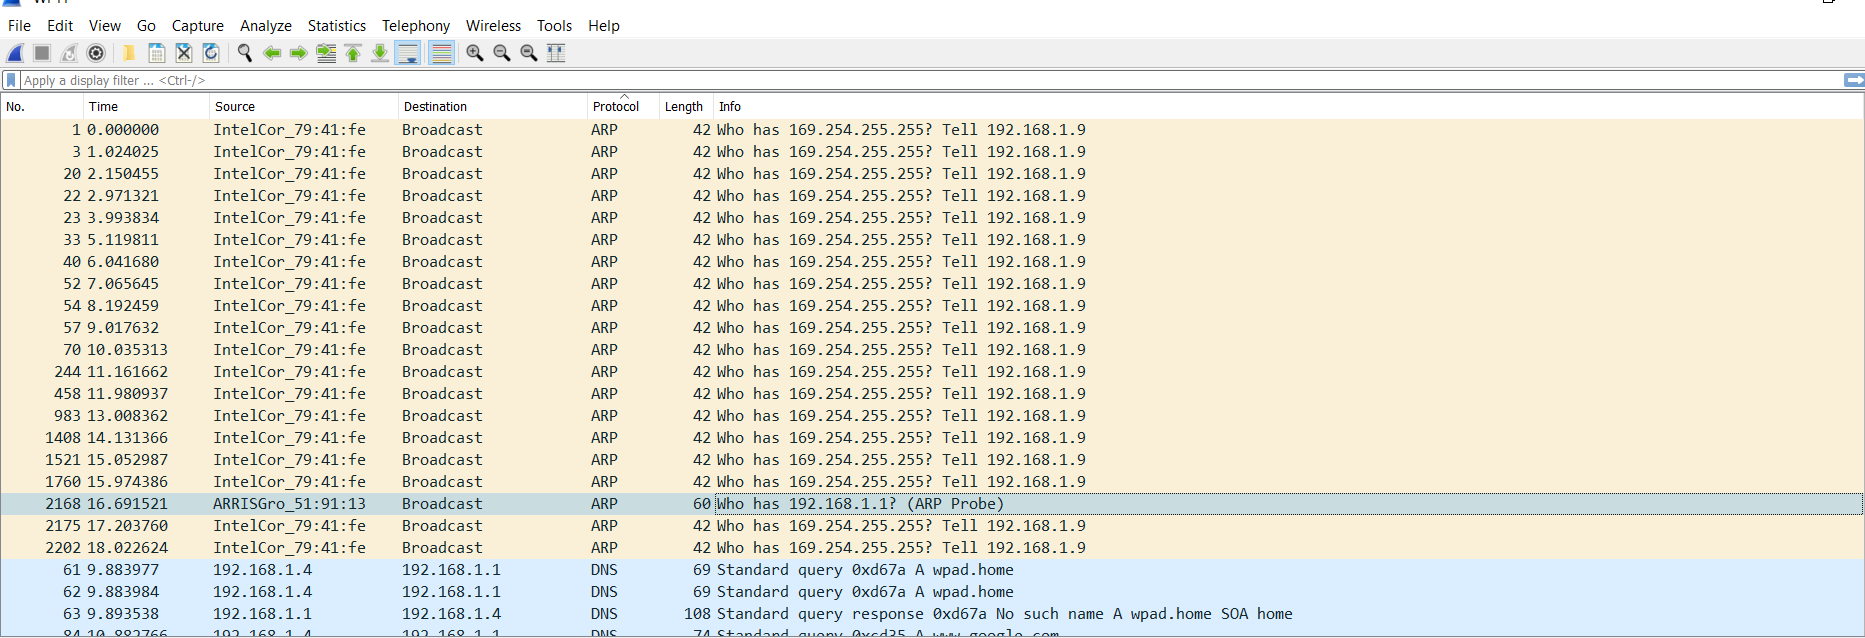 File Edit View Go Capture Analyze Statistics Telephony Wireless Tools Help
Apply a display filter ... <Ctrl-/>
No. Time Source Destination Protocol Length Info
1 0.000000 IntelCor_79:41:fe Broadcast ARP 42 Who has 169.254.255.255? Tell 192.168.1.9
3 1.024025 IntelCor_79:41:fe Broadcast ARP 42 Who has 169.254.255.255? Tell 192.168.1.9
20 2.150455 IntelCor_79:41:fe Broadcast ARP 42 Who has 169.254.255.255? Tell 192.168.1.9
22 2.971321 IntelCor_79:41:fe Broadcast ARP 42 Who has 169.254.255.255? Tell 192.168.1.9
23 3.993834 IntelCor_79:41:fe Broadcast ARP 42 Who has 169.254.255.255? Tell 192.168.1.9
33 5.119811 IntelCor_79:41:fe Broadcast ARP 42 Who has 169.254.255.255? Tell 192.168.1.9
40 6.041680 IntelCor_79:41:fe Broadcast ARP 42 Who has 169.254.255.255? Tell 192.168.1.9
52 7.065645 IntelCor_79:41:fe Broadcast ARP 42 Who has 169.254.255.255? Tell 192.168.1.9
54 8.192459 IntelCor_79:41:fe Broadcast ARP 42 Who has 169.254.255.255? Tell 192.168.1.9
57 9.017632 IntelCor_79:41:fe Broadcast ARP 42 Who has 169.254.255.255? Tell 192.168.1.9
70 10.035313 IntelCor_79:41:fe Broadcast ARP 42 Who has 169.254.255.255? Tell 192.168.1.9
244 11.161662 IntelCor_79:41:fe Broadcast ARP 42 Who has 169.254.255.255? Tell 192.168.1.9
458 11.980937 IntelCor_79:41:fe Broadcast ARP 42 Who has 169.254.255.255? Tell 192.168.1.9
983 13.008362 IntelCor_79:41:fe Broadcast ARP 42 Who has 169.254.255.255? Tell 192.168.1.9
1408 14.131366 IntelCor_79:41:fe Broadcast ARP 42 Who has 169.254.255.255? Tell 192.168.1.9
1521 15.052987 IntelCor_79:41:fe Broadcast ARP 42 Who has 169.254.255.255? Tell 192.168.1.9
1760 15.974386 IntelCor_79:41:fe Broadcast ARP 42 Who has 169.254.255.255? Tell 192.168.1.9
2168 16.691521 ARRISGro_51:91:13 Broadcast ARP 60 Who has 192.168.1.1? (ARP Probe)
2175 17.203760 IntelCor_79:41:fe Broadcast ARP 42 Who has 169.254.255.255? Tell 192.168.1.9
2202 18.022624 IntelCor_79:41:fe Broadcast ARP 42 Who has 169.254.255.255? Tell 192.168.1.9
61 9.883977 192.168.1.4 192.168.1.1 DNS 69 Standard query 0xd67a A wpad.home
62 9.883984 192.168.1.4 192.168.1.1 DNS 69 Standard query 0xd67a A wpad.home
63 9.893538 192.168.1.1 192.168.1.4 DNS 108 Standard query response 0xd67a No such name A wpad.home SOA home
84 10.882766 192.168.1.4 192.168.1.1 DNS 74 Standard query 0xcd35 A www.google.com